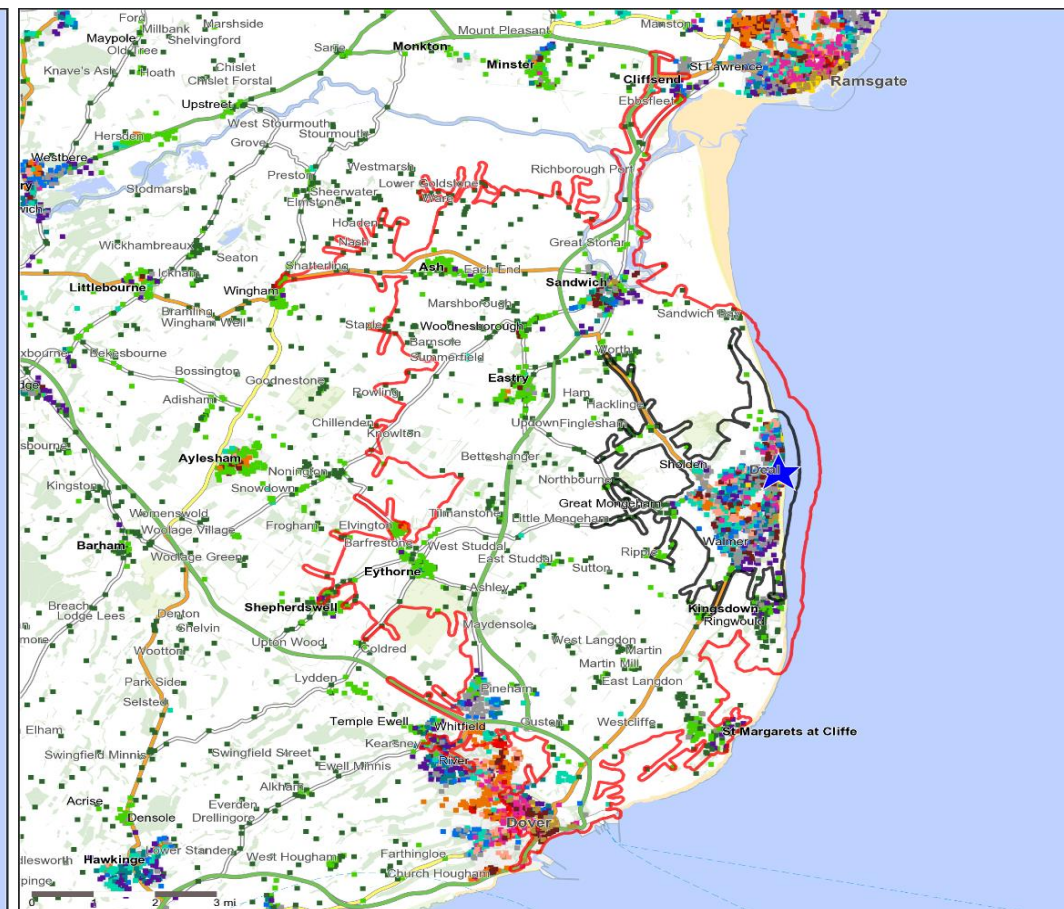 Ford
Marshside
Millbank
Maypole
Shelvingford
Old Tree
Mount Pleasant
Manston
Sarre
Monkton
Knave's Ash
Hoath
Chislet
Chislet Forstal
Minster
Cliffsend
St Lawrence
Ramsgate
Upstreet
Ebbsfleet
Hersden
West Stourmouth
Stourmouth
Grove
Westbere
Westmarsh
Richborough Port
Preston
Lower Goldstone
Stodmarsh
Sheerwater
Ware
Elmstone
Hoaden
Wickhambreaux
Nash
Great Stonar
Seaton
Shatterling
Ash
Each End
Ickham
Littlebourne
Wingham
Sandwich
Marshborough
Bramling
Wingham Well
Staple
Woodnesborough
Sandwich Bay
Barnsole
Summerfield
Worth
Bekesbourne
Bossington
Goodnestone
Eastry
Adisham
Rowling
Ham
Hacklinge
Chillenden
Updown
Finglesham
Knowlton
Aylesham
Betteshanger
Sholden
Deal
Nonington
Northbourne
Kingston
Snowdown
Great Mongeham
Womenswold
Tilmanstone
Little Mongeham
Woolage Village
Frogham
Elvington
Walmer
Barham
Barfrestone
West Studdal
Ripple
Woolage Green
East Studdal
Eythorne
Sutton
Ashley
Breach
Lodge Lees
Denton
Shepherdswell
Kingsdown
Ringwould
Shelvin
Maydensole
Upton Wood
West Langdon
Wootton
Coldred
Martin
Martin Mill
Park Side
Lydden
East Langdon
Selsted
Pineham
Temple Ewell
Whitfield
Guston
Westcliffe
Elham
St Margarets at Cliffe
Kearsney
Swingfield Minnis
Swingfield Street
River
Ewell Minnis
Alkham
Acrise
Everden
Densole
Drellingore
Dover
Lower Standen
Hawkinge
West Hougham
Farthingloe
Church Hougham
0 2 3 mi